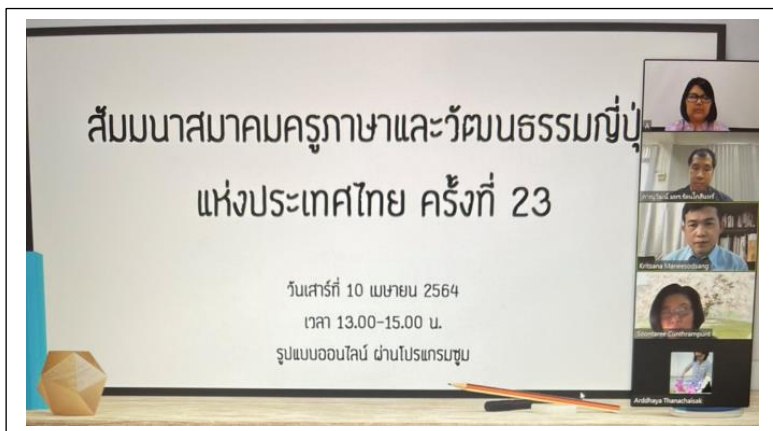 สัมมนาสมาคมครูภาษาและวัฒนธรรมญี่ปุ่
แห่งประเทศไทย ครั้งที่ 23
วันเสาร์ที่ 10 เมษายน 2564
เวลา 13.00-15.00 น.
รูปแบบออนไลน์ ผ่านโปรแกรมซูม
Kritsana Maneesodsang
Arddhaya Thanachaisak